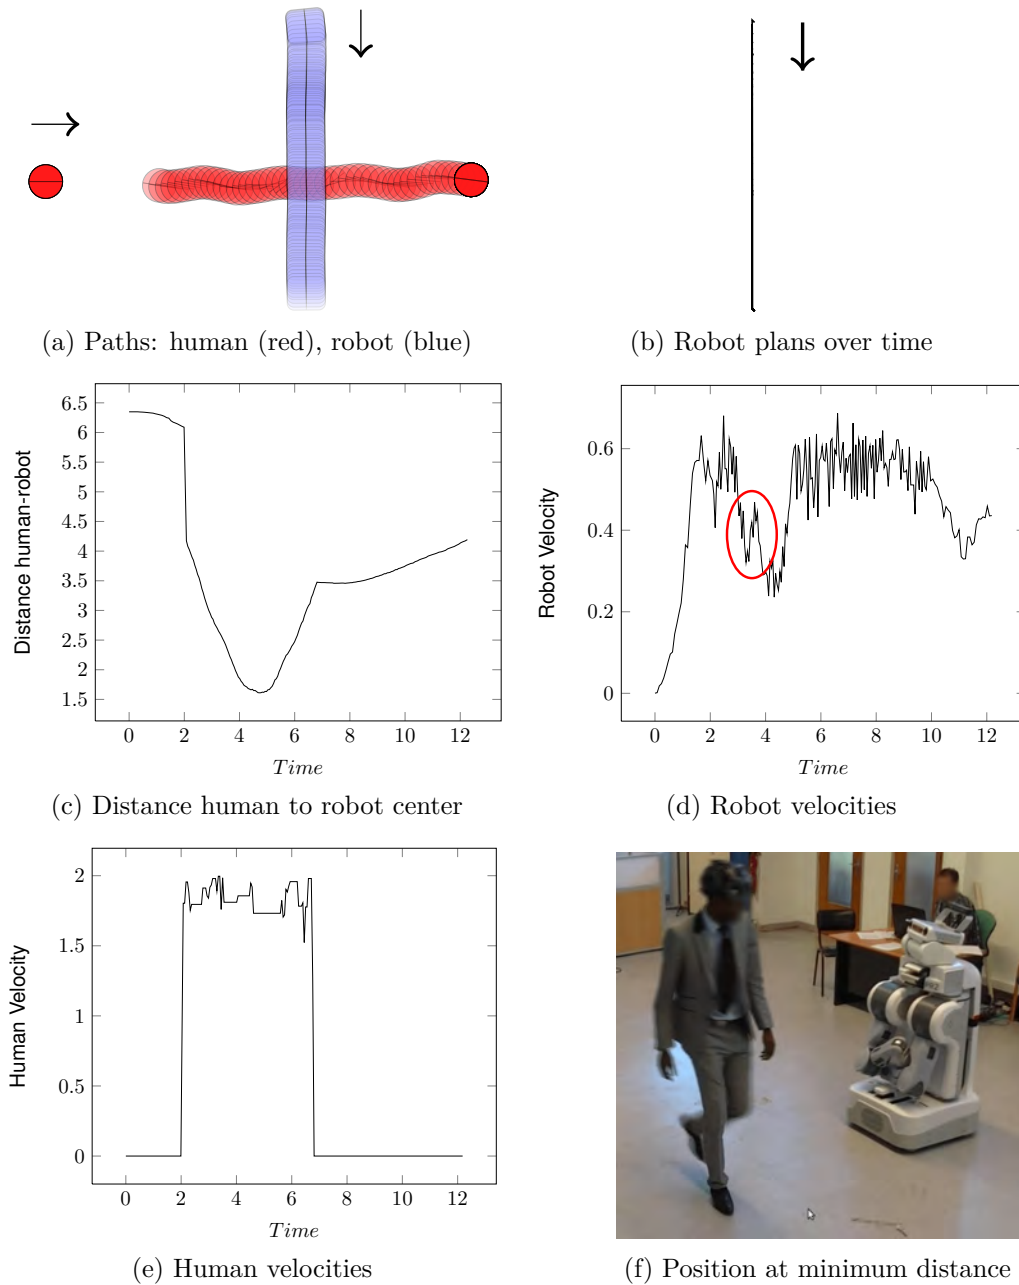 (a) Paths: human (red), robot (blue)
(b) Robot plans over time
6.5
6
5.5
5
4.5
4
3.5
3
2.5
2
1.5
Distance human-robot
0 2 4 6 8 10 12
Time
(c) Distance human to robot center
0.6
0.4
0.2
0
Robot Velocity
0 2 4 6 8 10 12
Time
(d) Robot velocities
2
1.5
1
0.5
0
Human Velocity
0 2 4 6 8 10 12
Time
(e) Human velocities
(f) Position at minimum distance